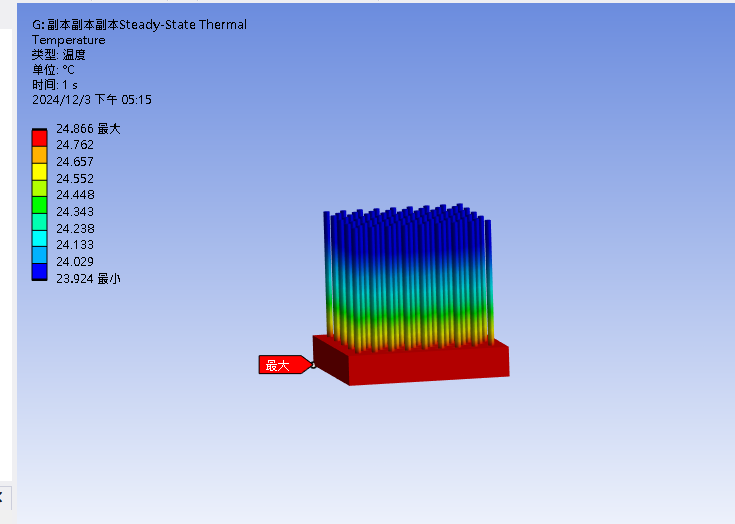 G: 副本副本副本Steady-State Thermal
Temperature
类型: 温度
单位: °C
时间: 1 s
2024/12/3 下午 05:15
24.866 最大
24.762
24.657
24.552
24.448
24.343
24.238
24.133
24.029
23.924 最小
最大